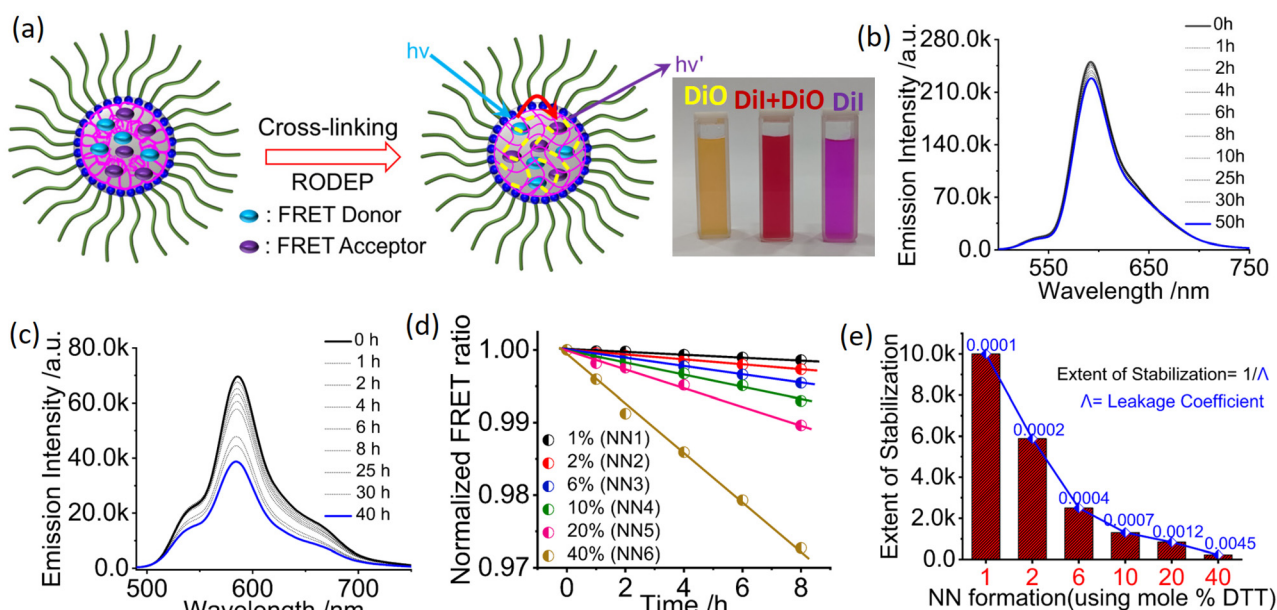 (a)
hν
hν'
Cross-linking
RODEP
: FRET Donor
: FRET Acceptor
DiO
DiI+DiO
DiI
(b)
Emission Intensity /a.u.
280.0k
210.0k
140.0k
70.0k
0.0
550
650
750
Wavelength /nm
0h
1h
2h
4h
6h
8h
10h
25h
30h
50h
(c)
Emission Intensity /a.u.
80.0k
60.0k
40.0k
20.0k
0.0
500
600
700
Wavelength /nm
0 h
1 h
2 h
4 h
6 h
8 h
25 h
30 h
40 h
(d)
Normalized FRET ratio
1.00
0.99
0.98
0.97
1% (NN1)
2% (NN2)
6% (NN3)
10% (NN4)
20% (NN5)
40% (NN6)
0
2
4
6
8
Time /h
(e)
Extent of Stabilization
10.0k
8.0k
6.0k
4.0k
2.0k
0.0
0.0001
0.0002
0.0004
0.0007
0.0012
0.0045
Extent of Stabilization= 1/Λ
Λ= Leakage Coefficient
1
2
6
10
20
40
NN formation(using mole % DTT)